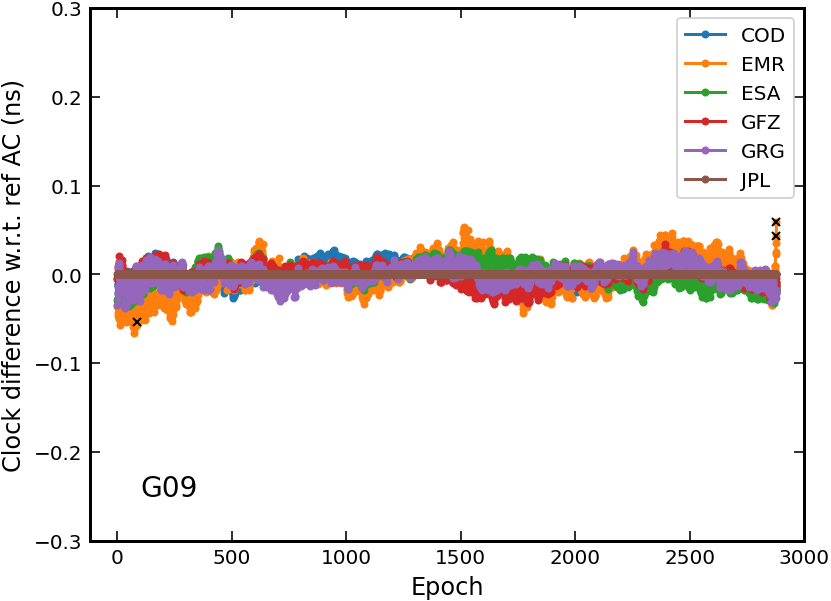 Clock difference w.r.t. ref AC (ns)
0.3
0.2
0.1
0.0
−0.1
−0.2
−0.3
COD
EMR
ESA
GFZ
GRG
JPL
G09
0 500 1000 1500 2000 2500 3000
Epoch